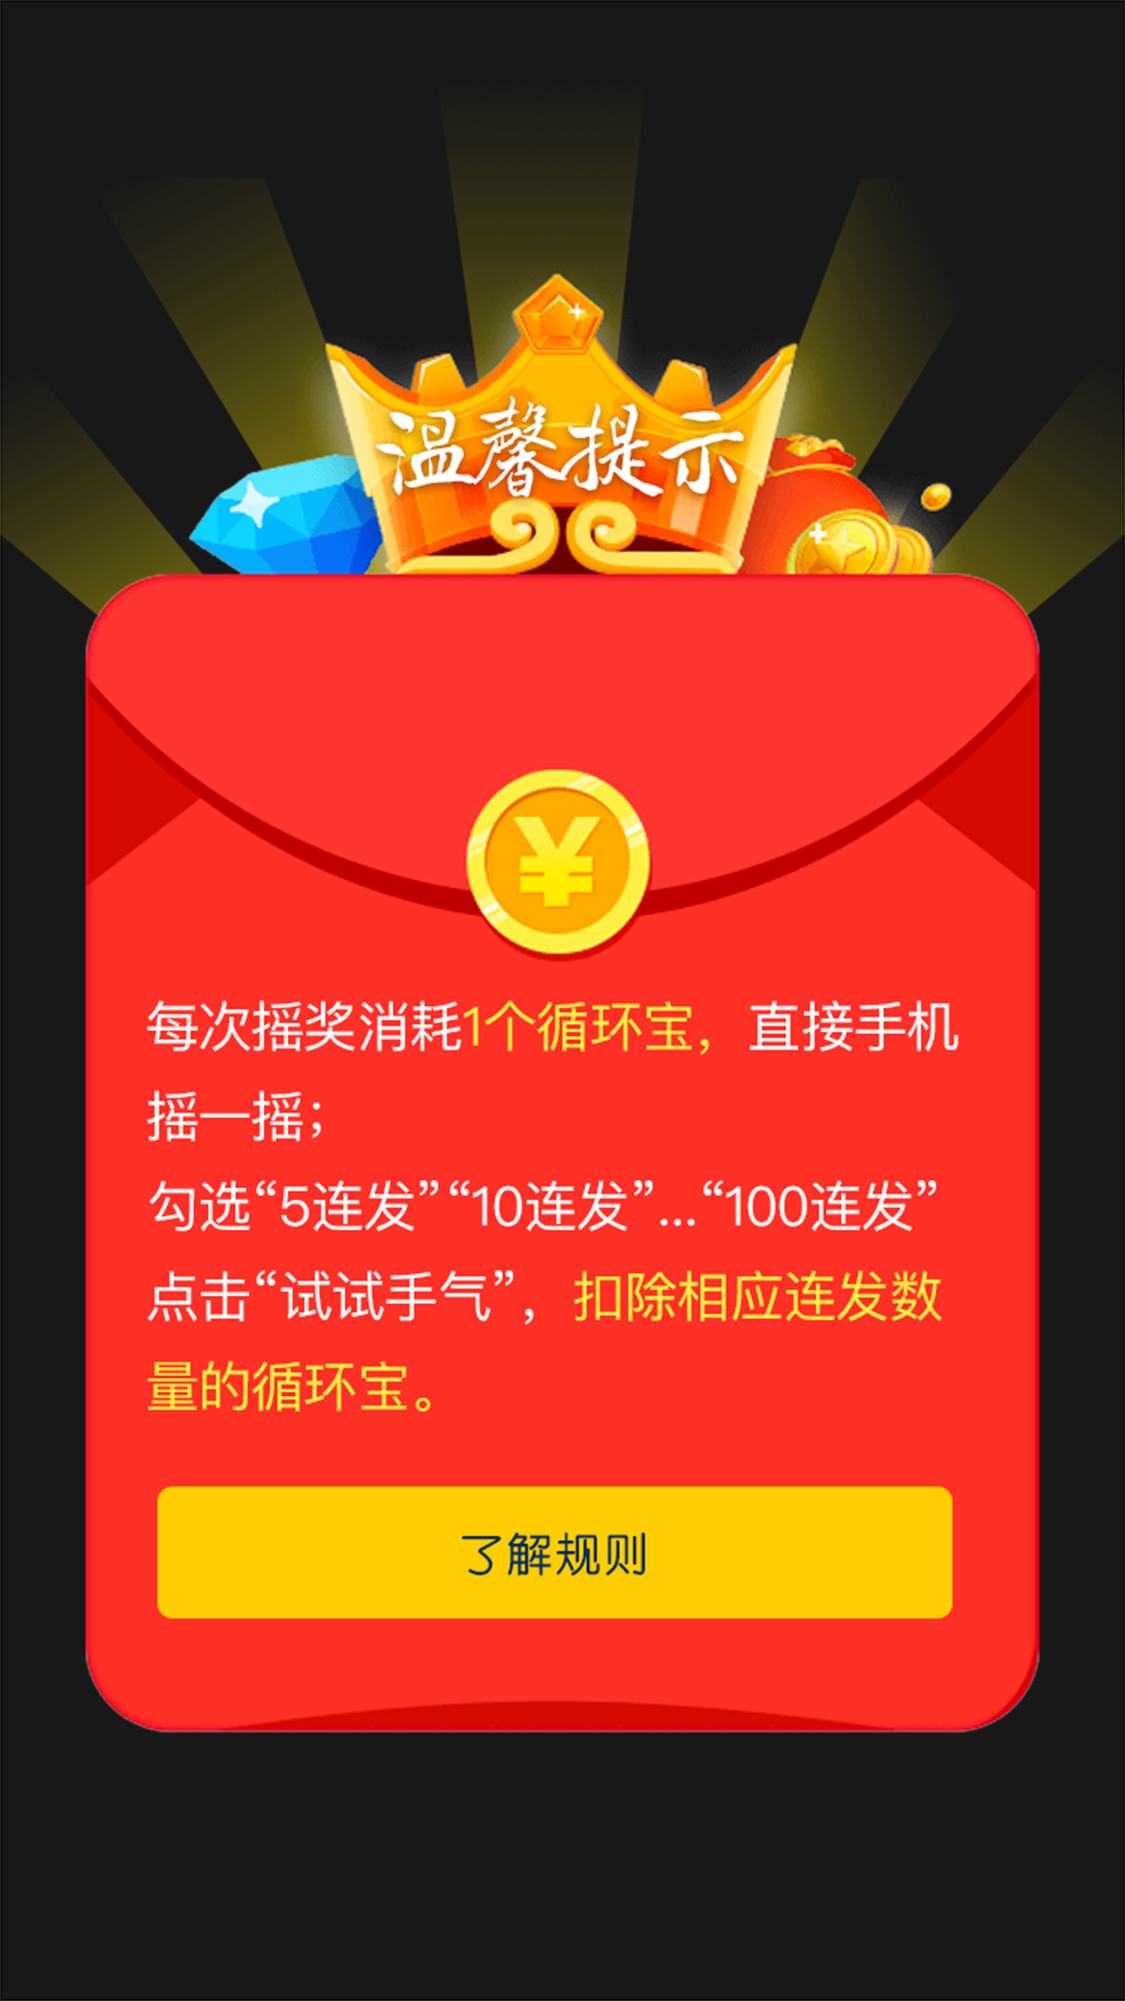 温馨提示
¥
每次摇奖消耗1个循环宝，直接手机
摇一摇；
勾选“5连发”“10连发”...“100连发”
点击“试试手气”，扣除相应连发数
量的循环宝。
了解规则